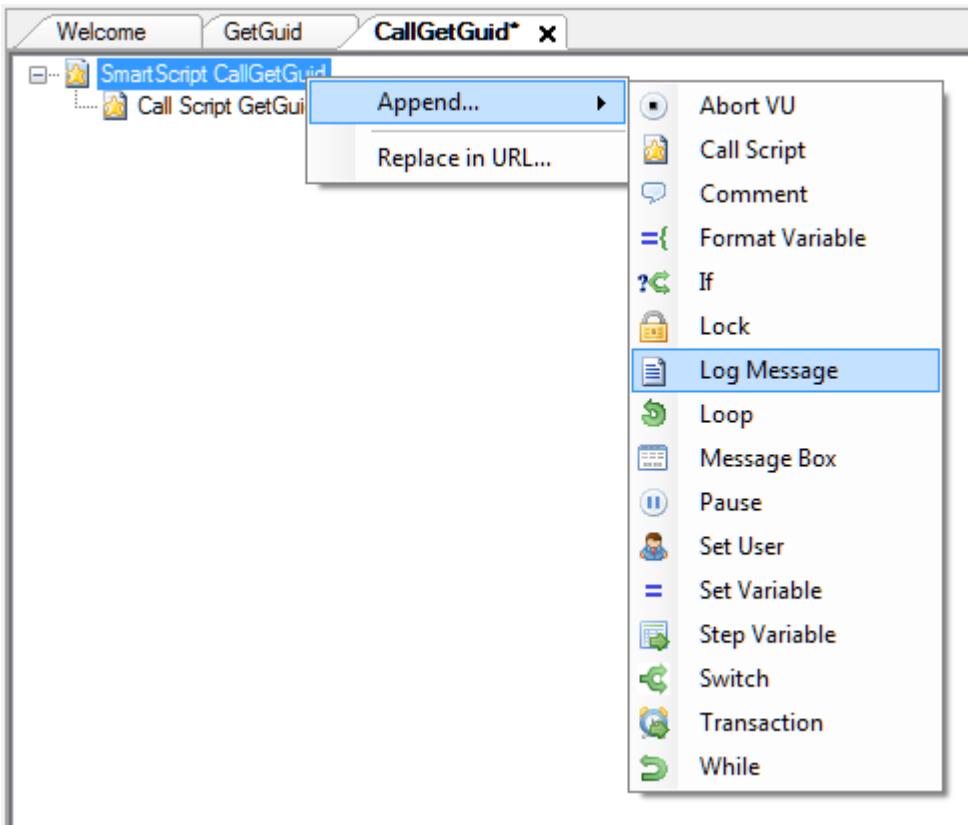 Welcome
GetGuid
CallGetGuid*
SmartScript CallGetGuid
Call Script GetGui
Append...
Replace in URL...
Abort VU
Call Script
Comment
Format Variable
If
Lock
Log Message
Loop
Message Box
Pause
Set User
Set Variable
Step Variable
Switch
Transaction
While